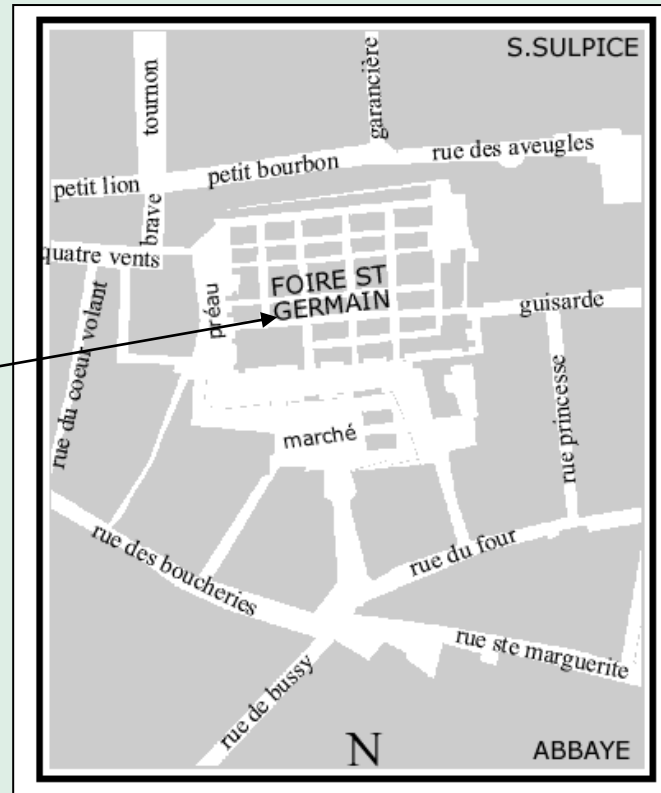 S.SULPICE
tournon
garancière
rue des aveugles
petit bourbon
petit lion
brave
quatre vents
préau
FOIRE ST
GERMAIN
guisarde
rue du coeur volant
rue princesse
marché
rue du four
rue des boucheries
rue ste marguerite
rue de bussy
N
ABBAYE